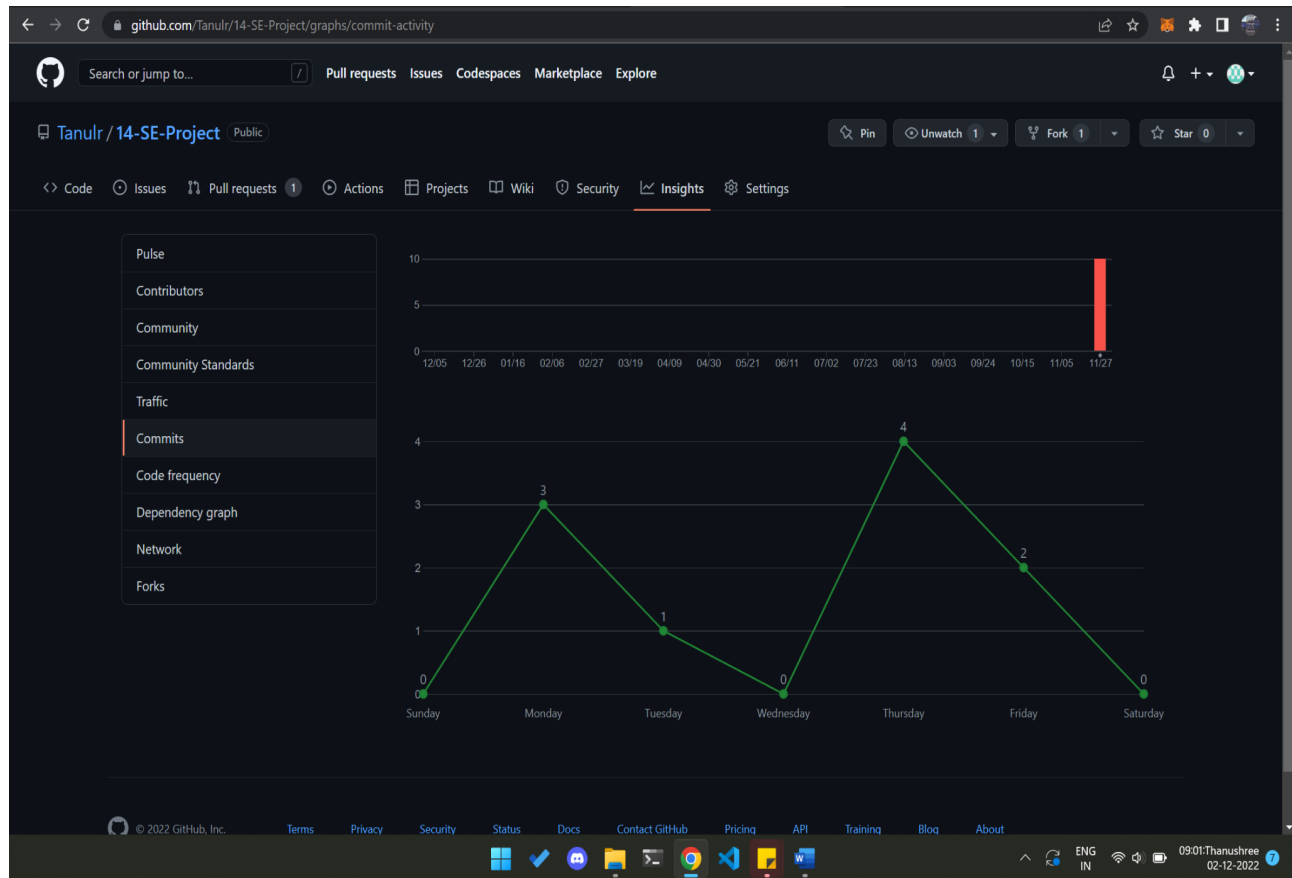 github.com/Tanulr/14-SE-Project/graphs/commit-activity
Search or jump to... / Pull requests Issues Codespaces Marketplace Explore
Tanulr / 14-SE-Project Public Pin Unwatch 1 Fork 1 Star 0
Code Issues Pull requests 1 Actions Projects Wiki Security Insights Settings
Pulse
Contributors
Community
Community Standards
Traffic
Commits
Code frequency
Dependency graph
Network
Forks
10
5
0
12/05 12/26 01/16 02/06 02/27 03/19 04/09 04/30 05/21 06/11 07/02 07/23 08/13 09/03 09/24 10/15 11/05 11/27
4
3
2
1
0
0 3 1 0 4 2 0
Sunday Monday Tuesday Wednesday Thursday Friday Saturday
© 2022 GitHub, Inc. Terms Privacy Security Status Docs Contact GitHub Pricing API Training Blog About
ENG
IN
09:01:Thanushree
02-12-2022
7